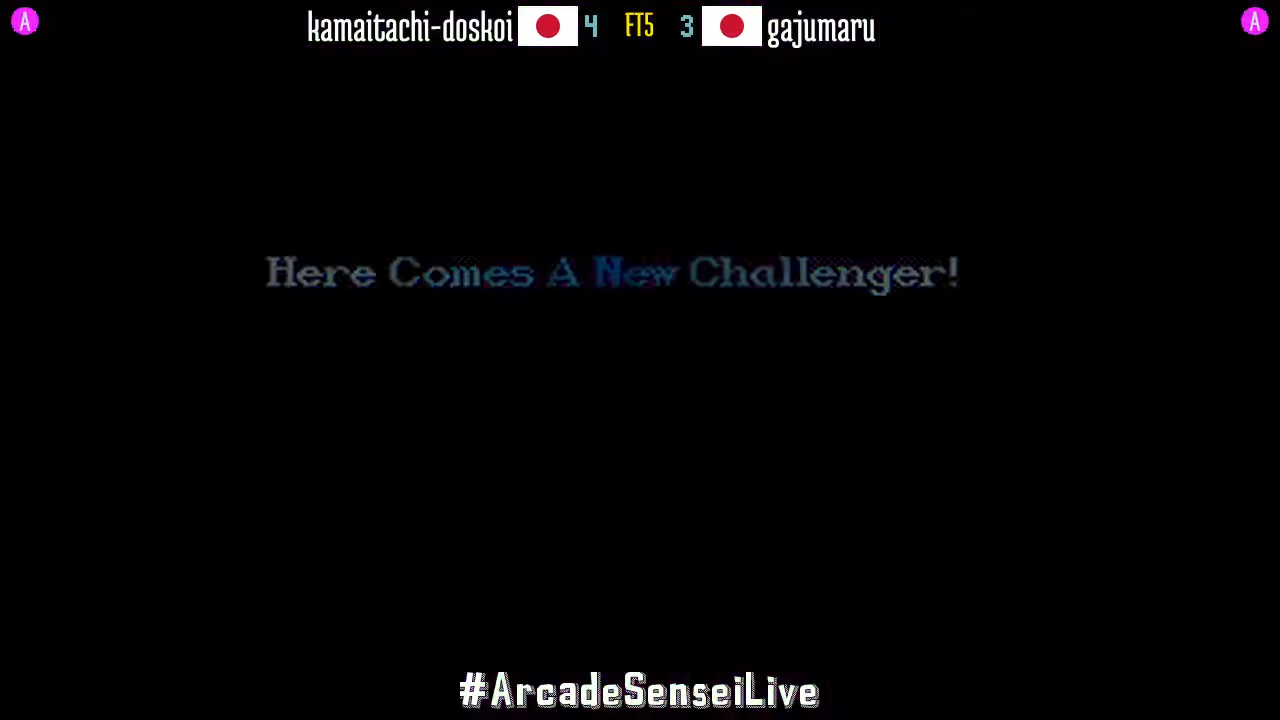 A kamaitachi-doskoi 4 FT5 3 gajumaru A
Here Comes A New Challenger!
#ArcadeSenseiLive